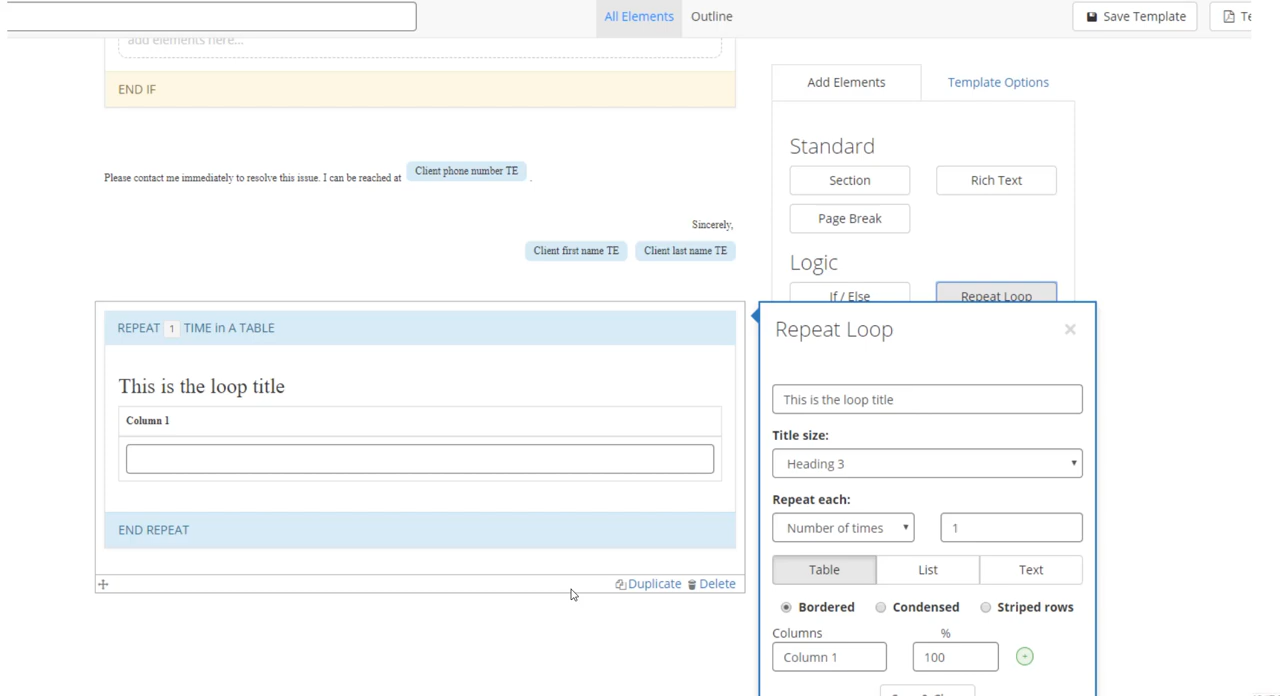 All Elements
Outline
Save Template
add elements here...
END IF
Add Elements
Template Options
Standard
Section
Rich Text
Page Break
Logic
If / Else
Repeat Loop
Please contact me immediately to resolve this issue. I can be reached at Client phone number TE .
Sincerely,
Client first name TE Client last name TE
REPEAT 1 TIME in A TABLE
This is the loop title
Column 1
END REPEAT
Duplicate Delete
Repeat Loop
This is the loop title
Title size:
Heading 3
Repeat each:
Number of times 1
Table List Text
Bordered Condensed Striped rows
Columns %
Column 1 100